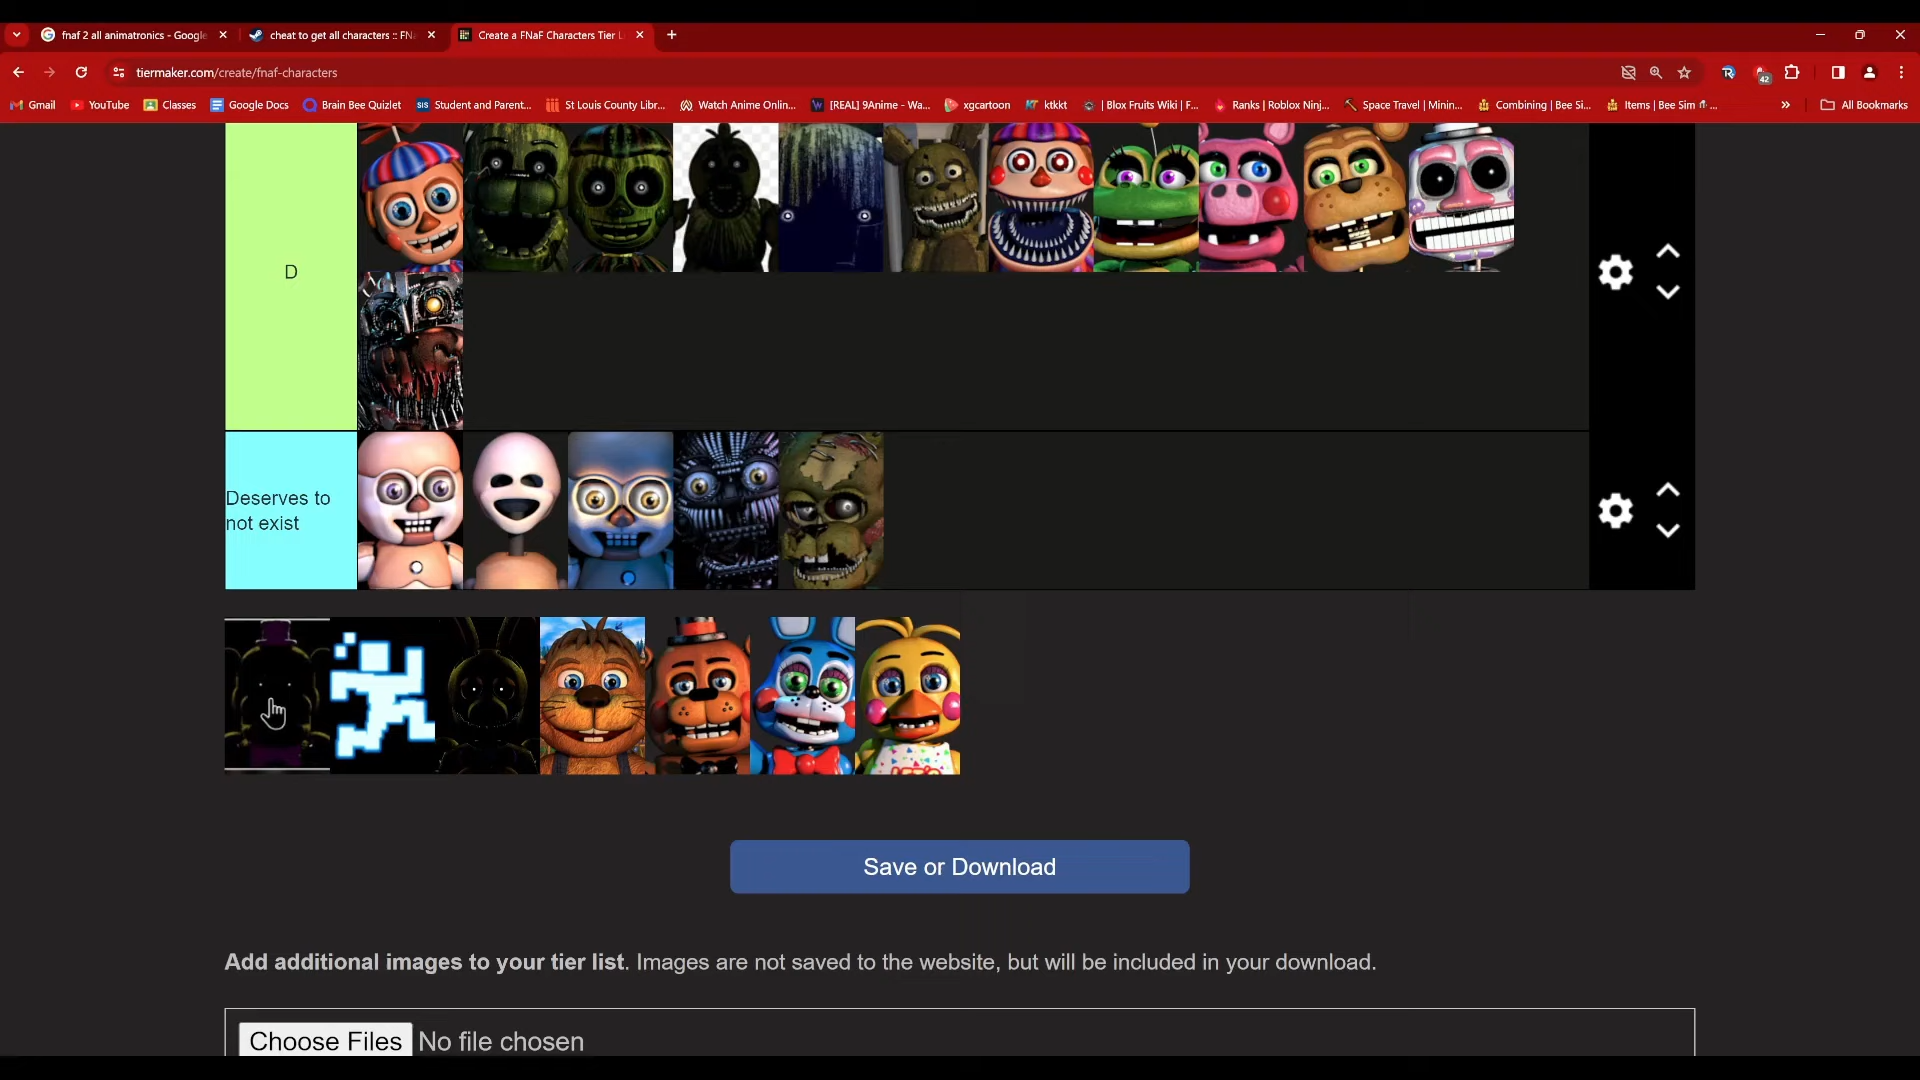 fnaf 2 all animatronics - Google
cheat to get all characters :: FN
Create a FNaF Characters Tier L
tiermaker.com/create/fnaf-characters
42
Gmail
YouTube
Classes
Google Docs
Brain Bee Quizlet
SIS
Student and Parent...
St Louis County Libr...
Watch Anime Onlin...
[REAL] 9Anime - Wa...
xgcartoon
ktkkt
| Blox Fruits Wiki | F...
Ranks | Roblox Ninj...
Space Travel | Minin...
Combining | Bee Si...
Items | Bee Sim
»
All Bookmarks
D
Deserves to
not exist
Save or Download
Add additional images to your tier list. Images are not saved to the website, but will be included in your download.
Choose Files No file chosen